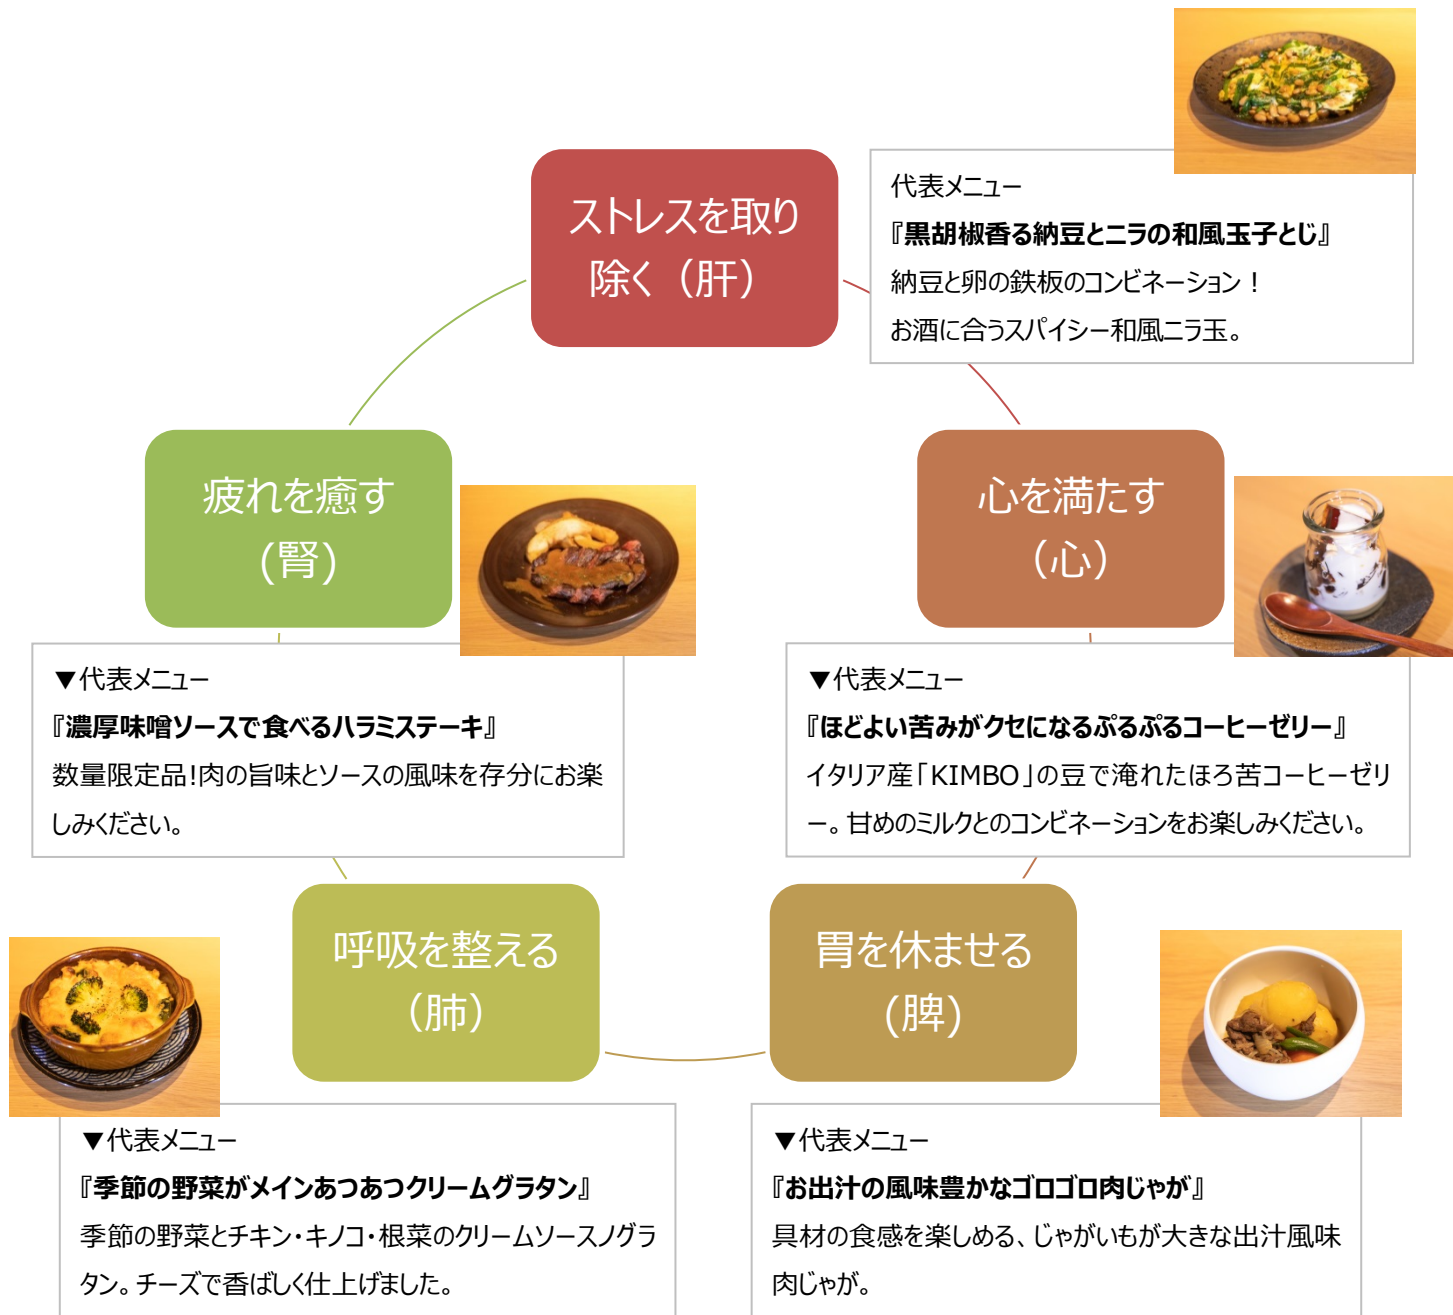 ストレスを取り
除く（肝）
代表メニュー
『黒胡椒香る納豆とニラの和風玉子とじ』
納豆と卵の鉄板のコンビネーション！
お酒に合うスパイシー和風ニラ玉。
心を満たす
（心）
▼代表メニュー
『ほどよい苦みがクセになるぷるぷるコーヒーゼリー』
イタリア産「KIMBO」の豆で淹れたほろ苦コーヒーゼリ
ー。甘めのミルクとのコンビネーションをお楽しみください。
胃を休ませる
(脾)
▼代表メニュー
『お出汁の風味豊かなゴロゴロ肉じゃが』
具材の食感を楽しめる、じゃがいもが大きな出汁風味
肉じゃが。
呼吸を整える
（肺）
▼代表メニュー
『季節の野菜がメインあつあつクリームグラタン』
季節の野菜とチキン・キノコ・根菜のクリームソースノグラ
タン。チーズで香ばしく仕上げました。
疲れを癒す
(腎)
▼代表メニュー
『濃厚味噌ソースで食べるハラミステーキ』
数量限定品!肉の旨味とソースの風味を存分にお楽
しみください。